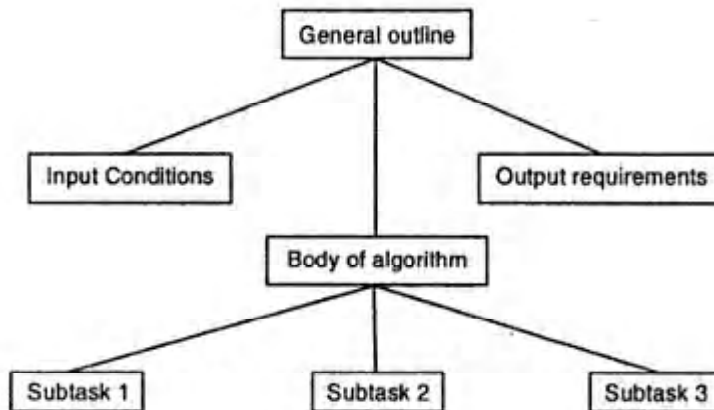 General outline
Input Conditions
Output requirements
Body of algorithm
Subtask 1
Subtask 2
Subtask 3